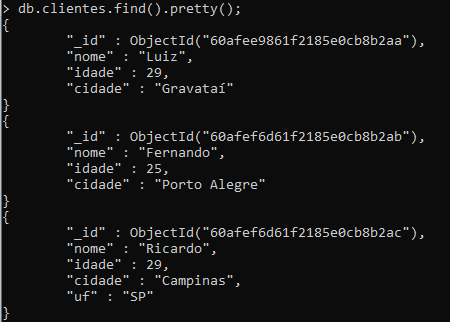 > db.clientes.find().pretty();
{
        "_id" : ObjectId("60afee9861f2185e0cb8b2aa"),
        "nome" : "Luiz",
        "idade" : 29,
        "cidade" : "Gravataí"
}
{
        "_id" : ObjectId("60afef6d61f2185e0cb8b2ab"),
        "nome" : "Fernando",
        "idade" : 25,
        "cidade" : "Porto Alegre"
}
{
        "_id" : ObjectId("60afef6d61f2185e0cb8b2ac"),
        "nome" : "Ricardo",
        "idade" : 29,
        "cidade" : "Campinas",
        "uf" : "SP"
}